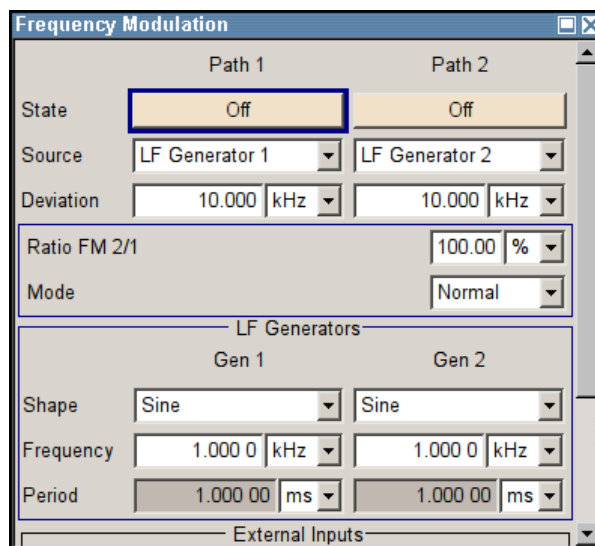 Frequency Modulation
Path 1 Path 2
State Off Off
Source LF Generator 1 LF Generator 2
Deviation 10.000 kHz 10.000 kHz
Ratio FM 2/1 100.00 %
Mode Normal
LF Generators
Gen 1 Gen 2
Shape Sine Sine
Frequency 1.000 0 kHz 1.000 0 kHz
Period 1.000 00 ms 1.000 00 ms
External Inputs